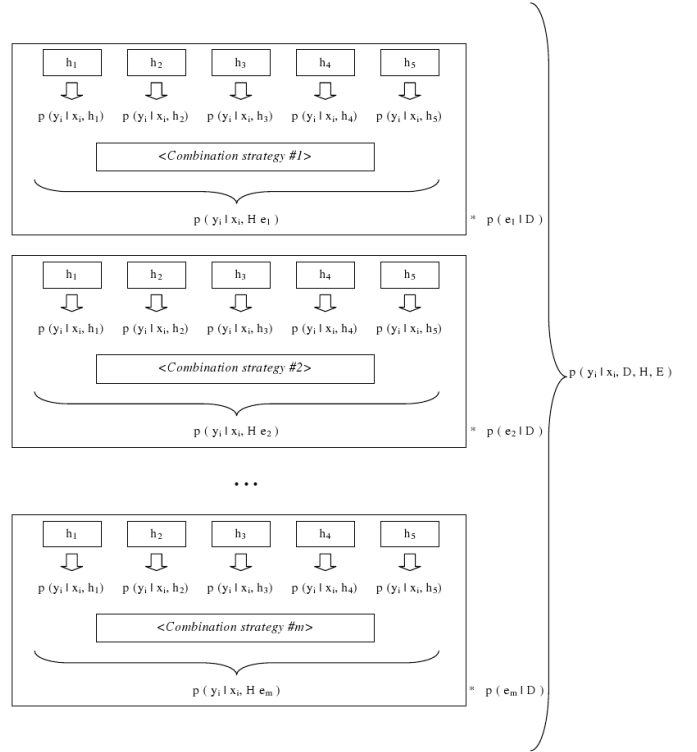 h₁ h₂ h₃ h₄ h₅
p (yᵢ | xᵢ, h₁) p (yᵢ | xᵢ, h₂) p (yᵢ | xᵢ, h₃) p (yᵢ | xᵢ, h₄) p (yᵢ | xᵢ, h₅)
<Combination strategy #1>
p ( yᵢ | xᵢ, H e₁ ) * p ( e₁ | D )
h₁ h₂ h₃ h₄ h₅
p (yᵢ | xᵢ, h₁) p (yᵢ | xᵢ, h₂) p (yᵢ | xᵢ, h₃) p (yᵢ | xᵢ, h₄) p (yᵢ | xᵢ, h₅)
<Combination strategy #2>
p ( yᵢ | xᵢ, D, H, E )
p ( yᵢ | xᵢ, H e₂ ) * p ( e₂ | D )
...
h₁ h₂ h₃ h₄ h₅
p (yᵢ | xᵢ, h₁) p (yᵢ | xᵢ, h₂) p (yᵢ | xᵢ, h₃) p (yᵢ | xᵢ, h₄) p (yᵢ | xᵢ, h₅)
<Combination strategy #m>
p ( yᵢ | xᵢ, H eₘ ) * p ( eₘ | D )